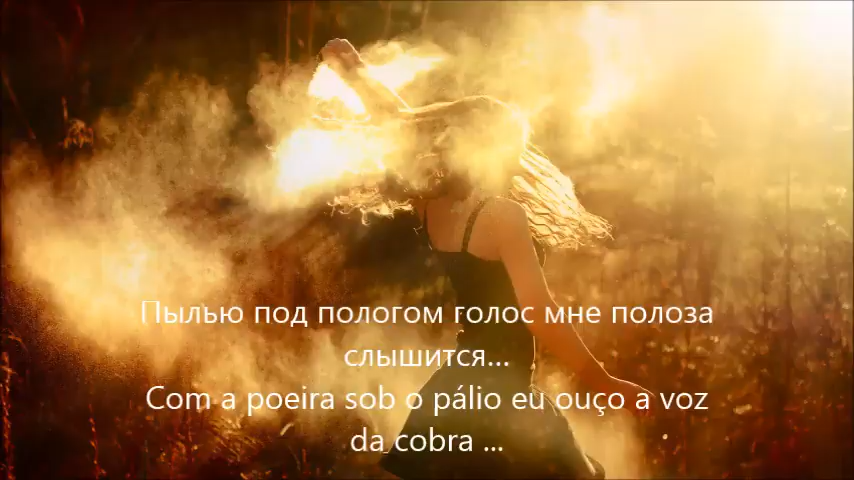 Пылью под пологом голос мне полоза
слышится...
Com a poeira sob o pálio eu ouço a voz
da cobra ...